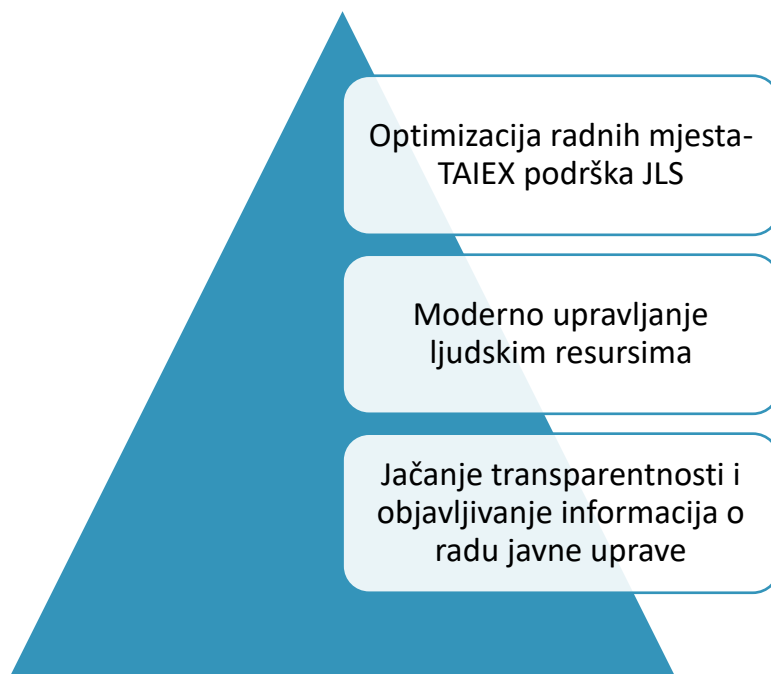 Optimizacija radnih mjesta-
TAIEX podrška JLS
Moderno upravljanje
ljudskim resursima
Jačanje transparentnosti i
objavljivanje informacija o
radu javne uprave